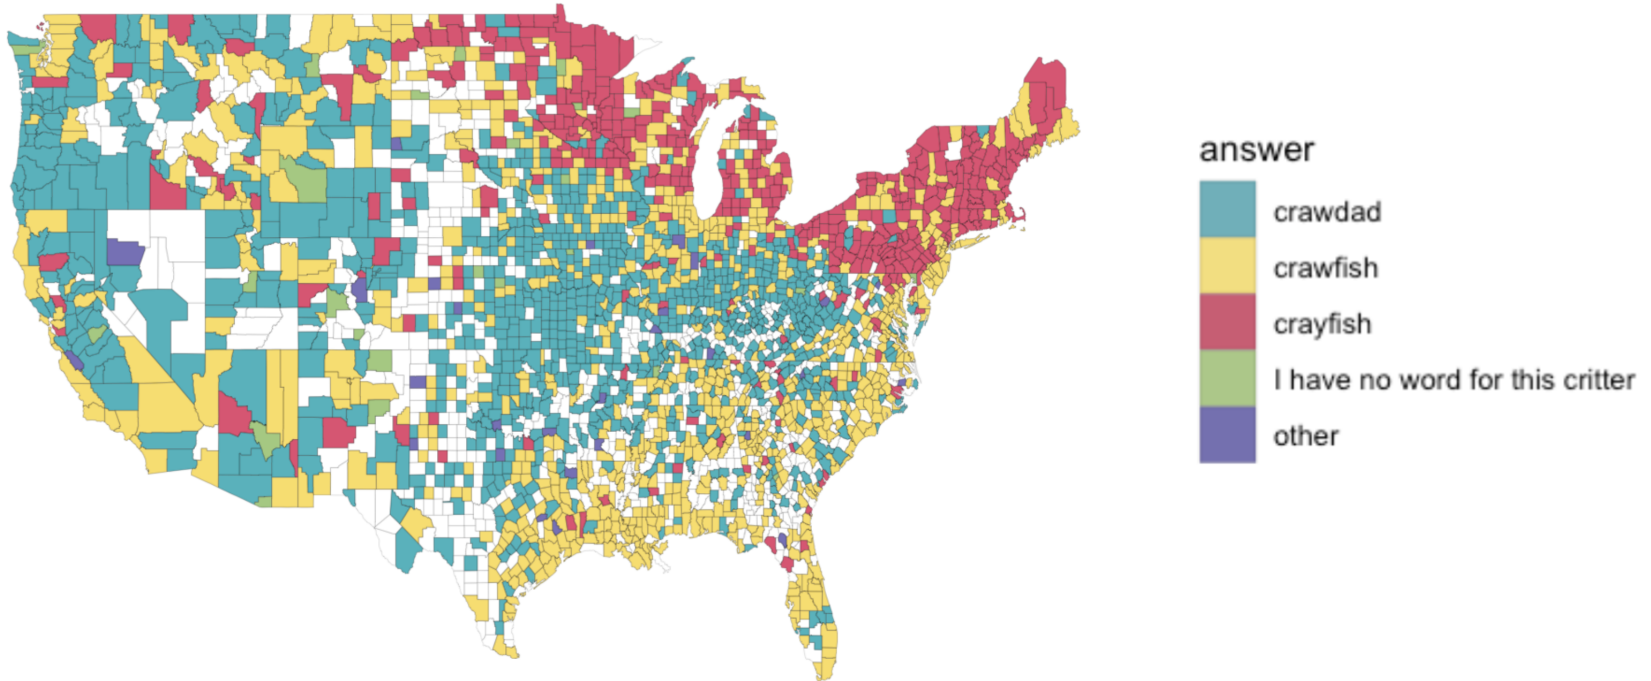 answer
crawdad
crawfish
crayfish
I have no word for this critter
other